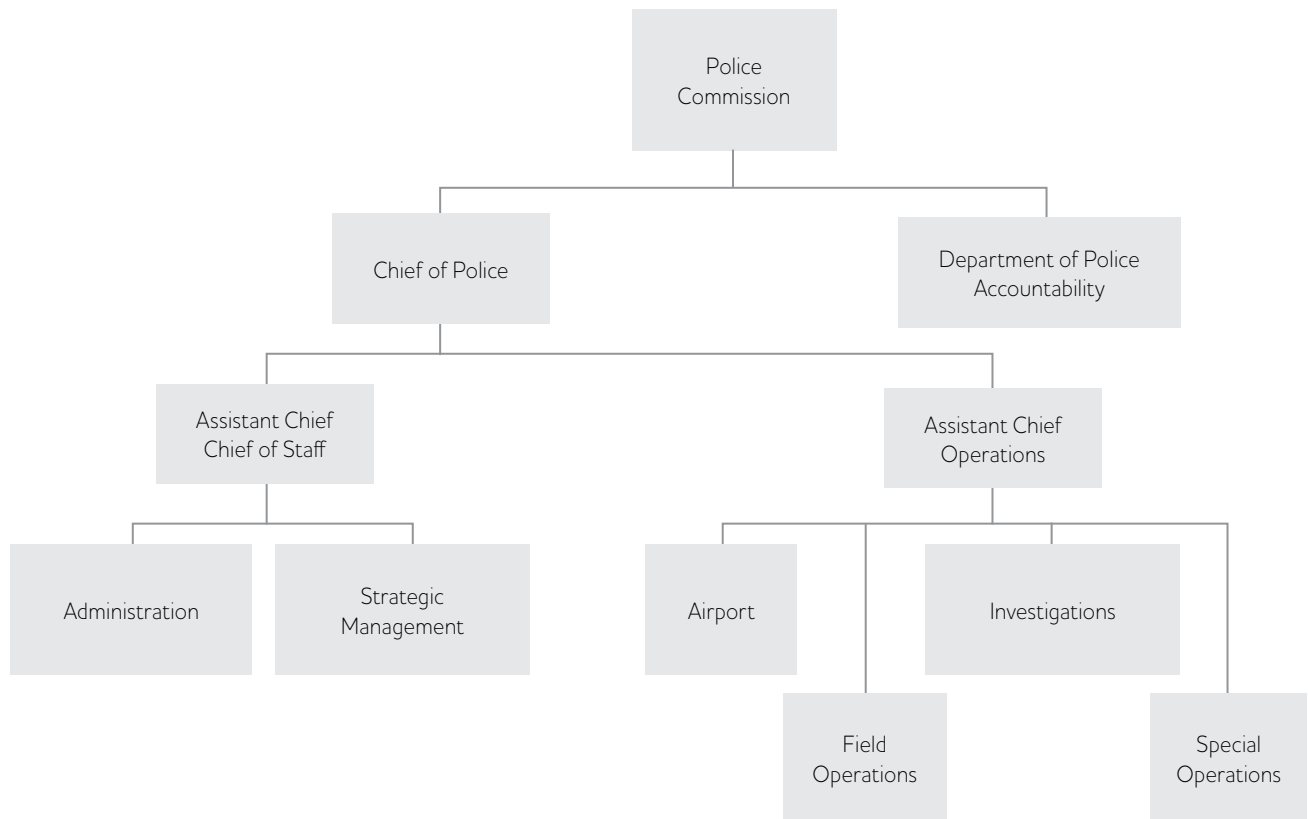 Police
Commission
Chief of Police
Department of Police
Accountability
Assistant Chief
Chief of Staff
Assistant Chief
Operations
Administration
Strategic
Management
Airport
Investigations
Field
Operations
Special
Operations